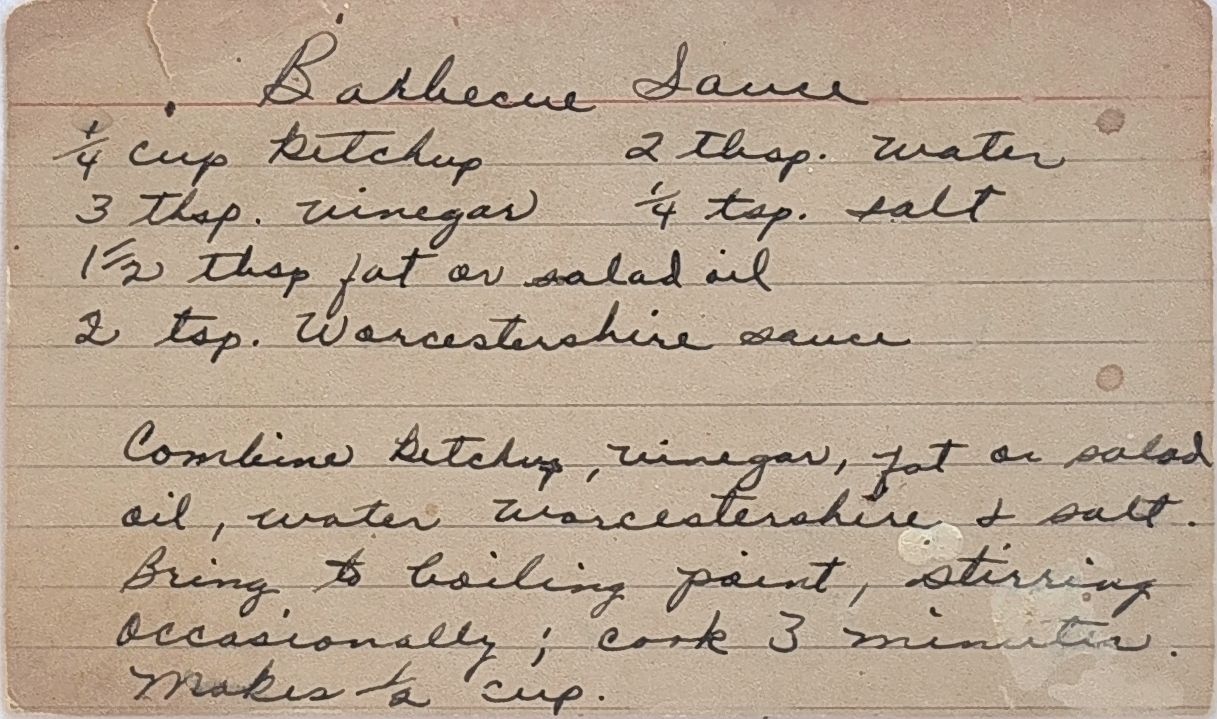 Barbecue Sauce
1/4 cup ketchup 2 tbsp. water
3 tbsp. vinegar 1/4 tsp. salt
1 1/2 tbsp fat or salad oil
2 tsp. Worcestershire sauce
Combine ketchup, vinegar, fat or salad
oil, water Worcestershire & salt.
Bring to boiling point, stirring
occasionally; cook 3 minutes.
Makes 1/2 cup.